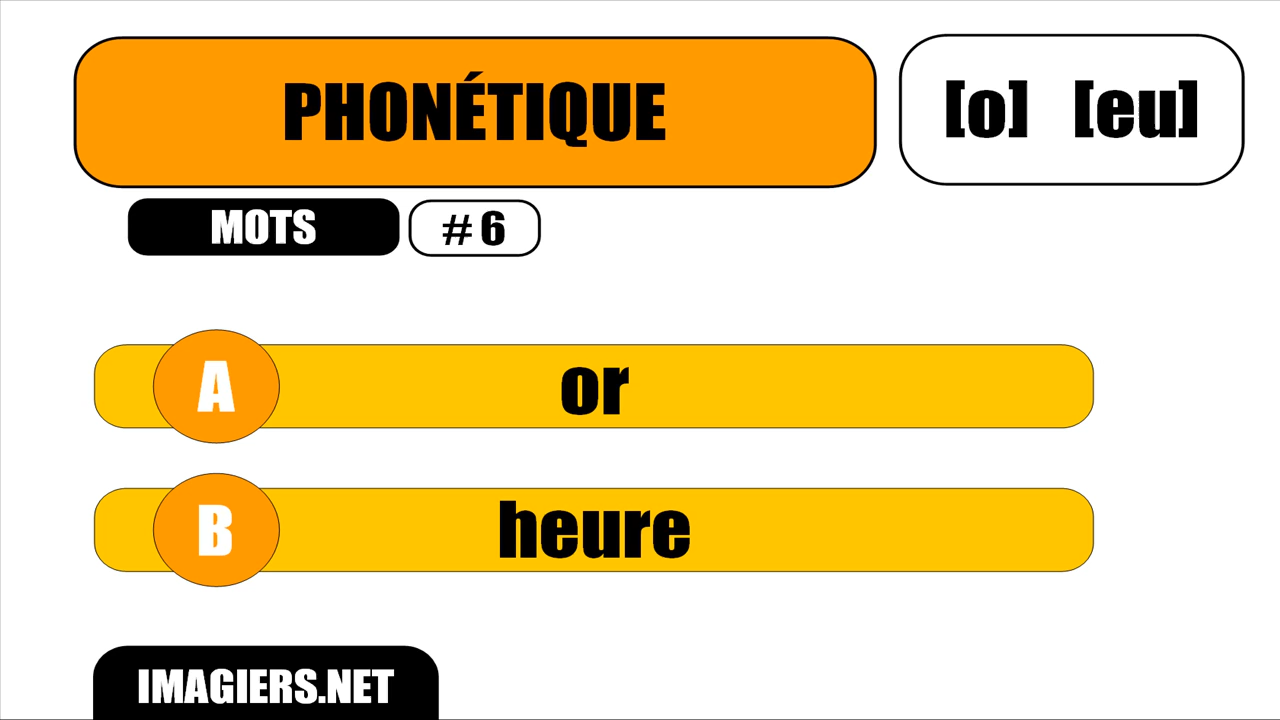 PHONÉTIQUE
[o] [eu]
MOTS
# 6
A
or
B
heure
IMAGIERS.NET